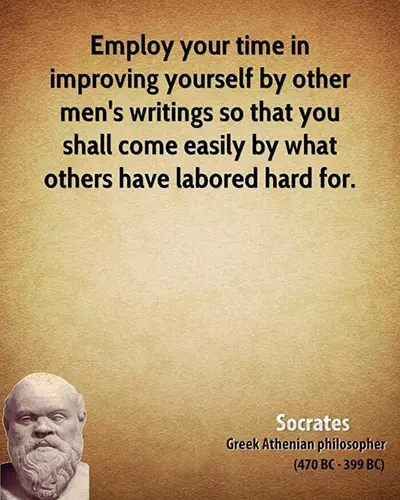 Employ your time in
improving yourself by other
men's writings so that you
shall come easily by what
others have labored hard for.
Socrates
Greek Athenian philosopher
(470 BC - 399 BC)